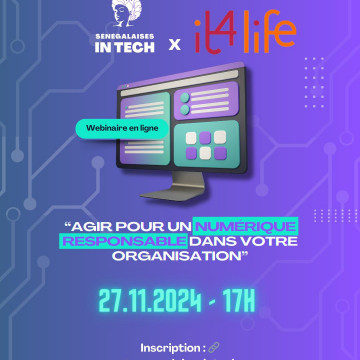 SENEGALAISES
IN TECH
x
it4life
Webinaire en ligne
“AGIR POUR UN NUMÉRIQUE
RESPONSABLE DANS VOTRE
ORGANISATION”
27.11.2024 - 17H
Inscription :